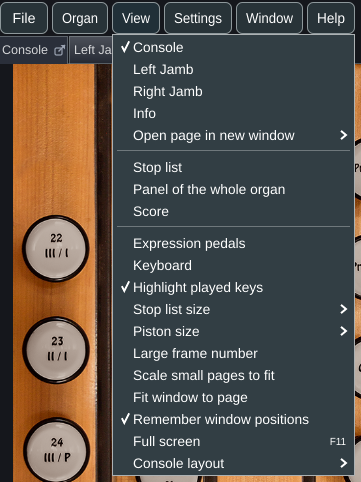 File Organ View Settings Window Help
Console Left Ja
Console
Left Jamb
Right Jamb
Info
Open page in new window
Stop list
Panel of the whole organ
Score
Expression pedals
Keyboard
Highlight played keys
Stop list size
Piston size
Large frame number
Scale small pages to fit
Fit window to page
Remember window positions
Full screen F11
Console layout
22
III / I
23
II / I
24
III / P